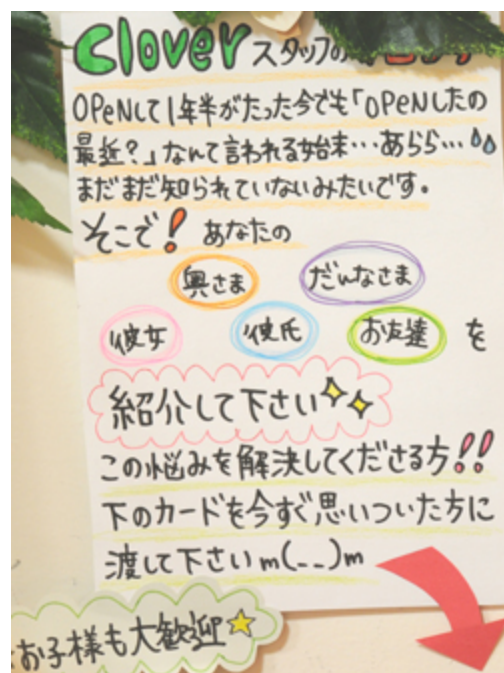 Clover スタッフの
OPeNして1年半がたった今でも「OPeNしたの
最近?」なんて言われる始末…あらら…
まだまだ知られていないみたいです。
そこで! あなたの
奥さま だんなさま
彼女 彼氏 お友達 を
紹介して下さい
この悩みを解決してくださる方!!
下のカードを今すぐ思いついた方に
渡して下さいm(--)m
お子様も大歓迎